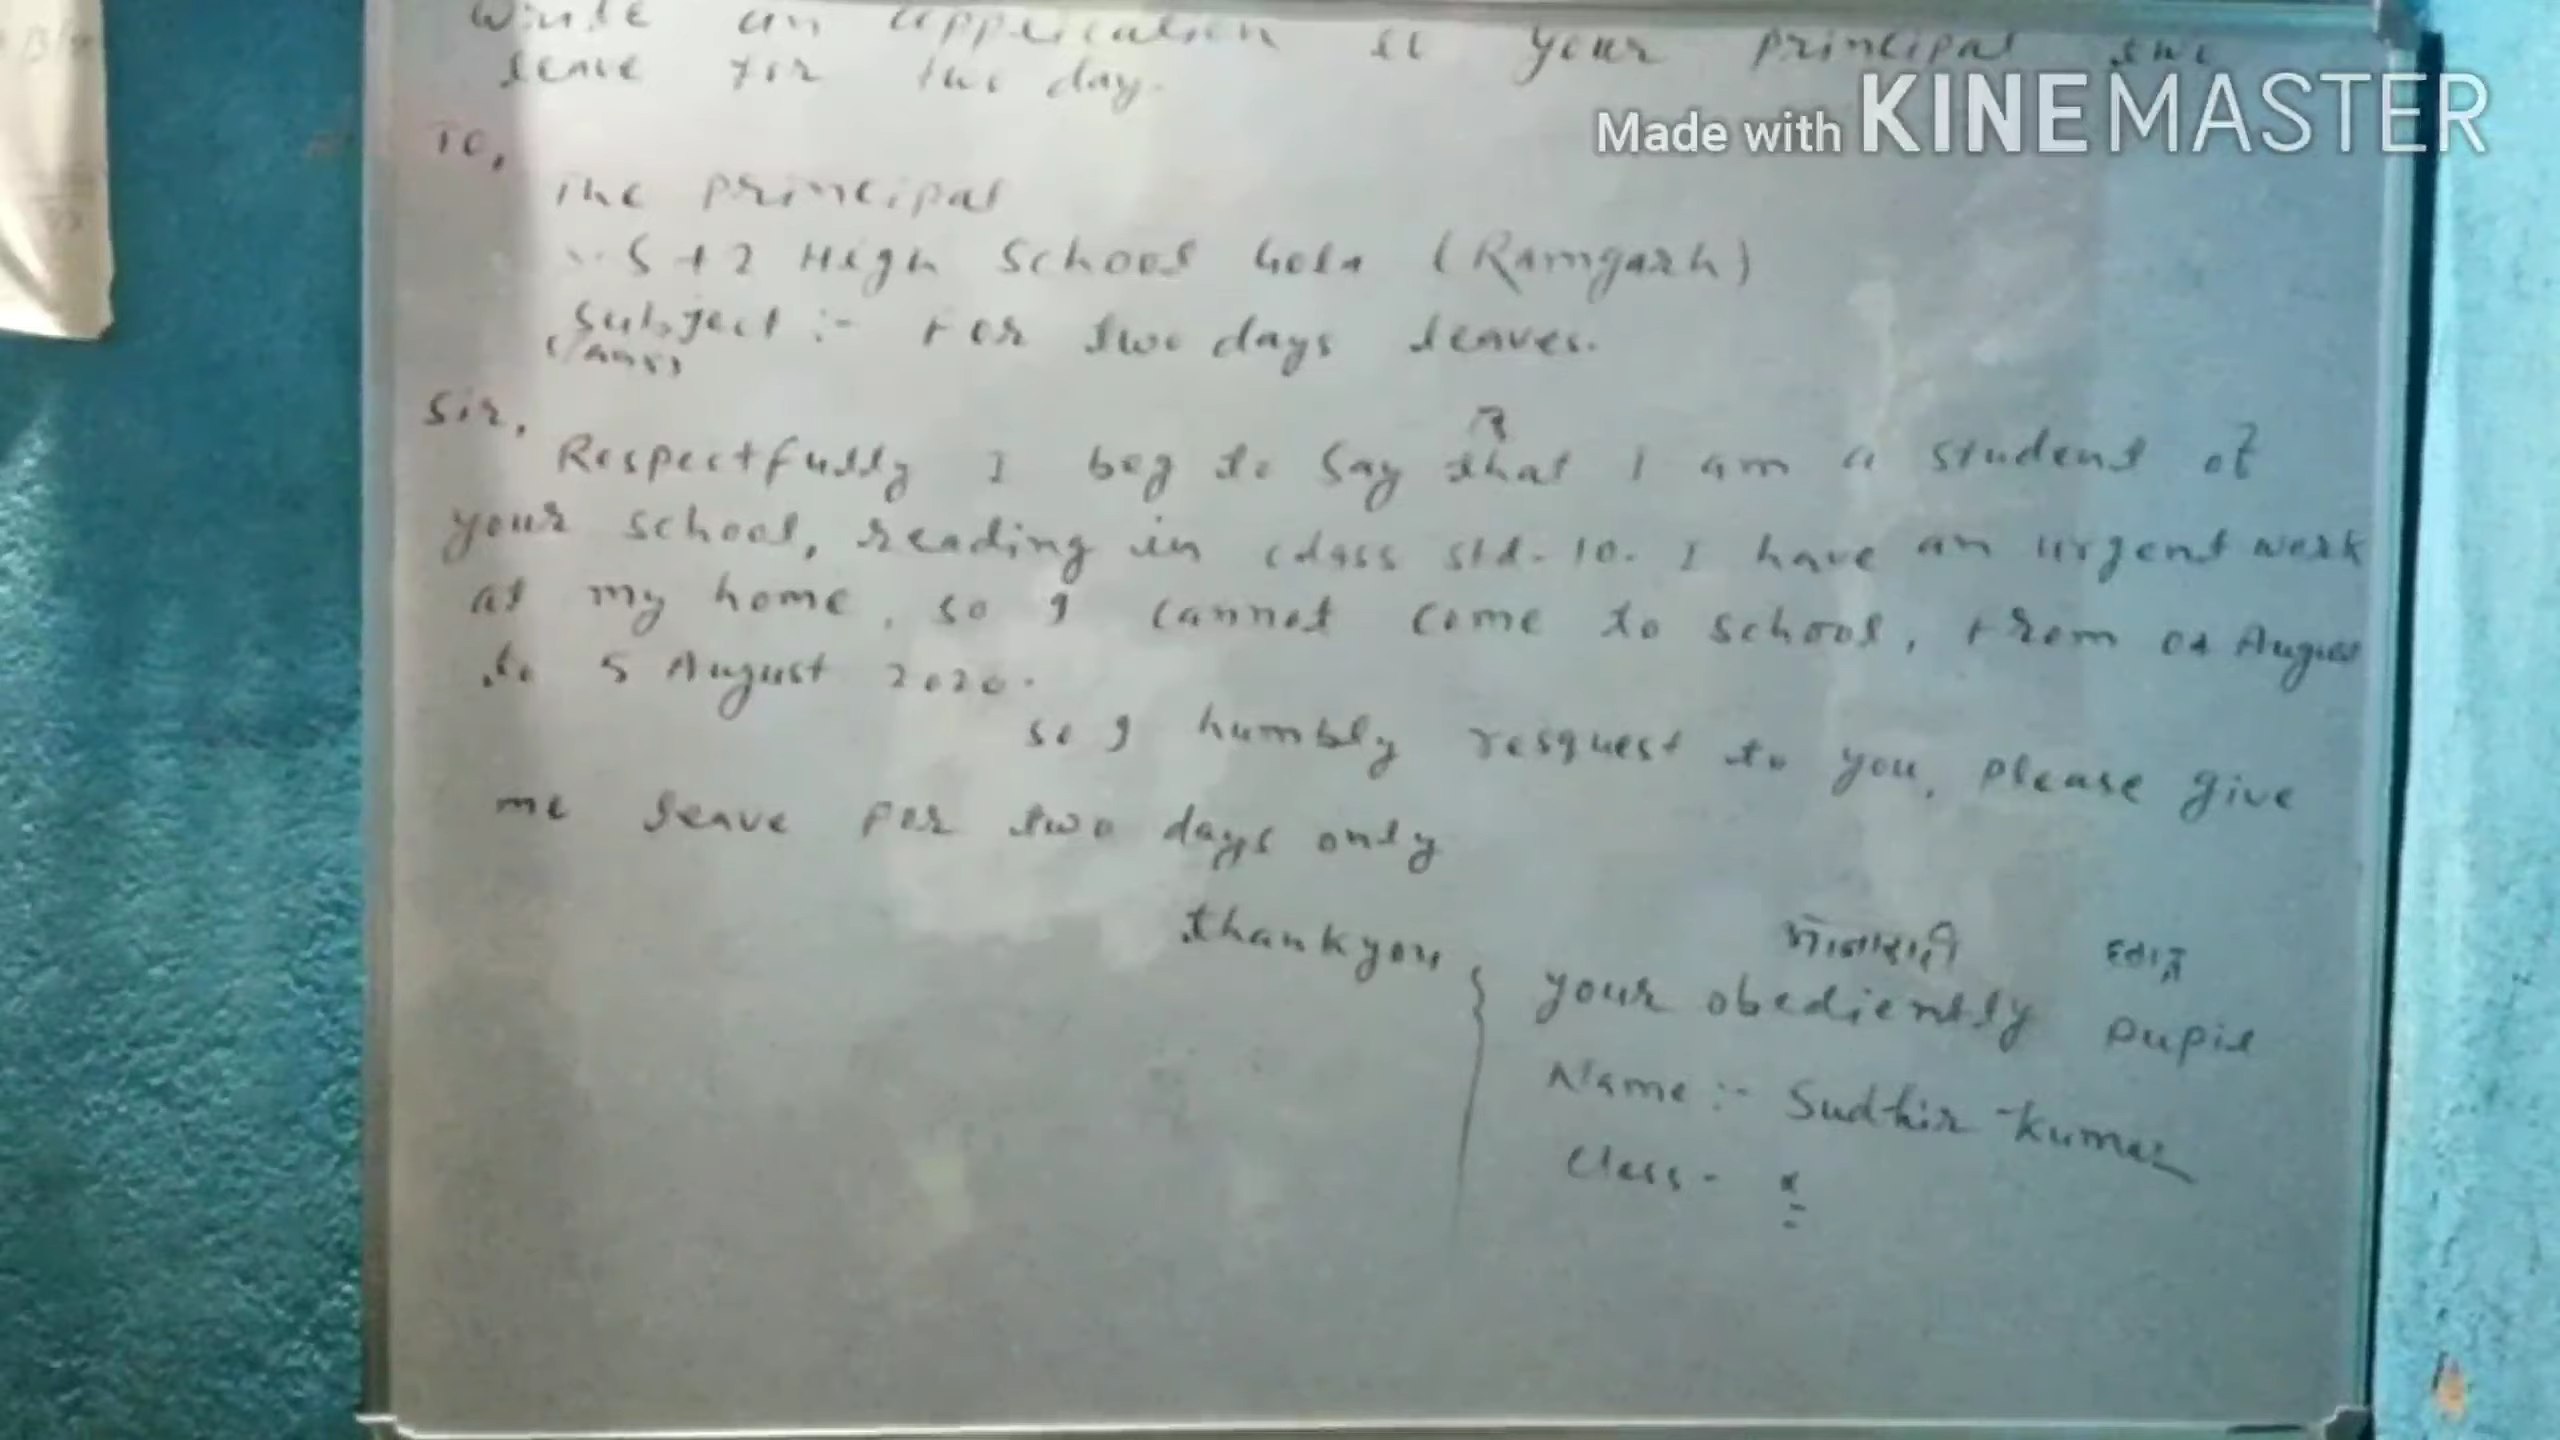 Write an application to your principal the
leave for two day.
Made with KINEMASTER
To,
The principal
S+2 High School Gola (Ramgarh)
Subject :- For two days leaves.
Sir,
कि
Respectfully I beg to say that I am a student of
your school, reading in class std-10. I have an urgent work
at my home, so I cannot come to school, from 04 August
to 5 August 2020.
so I humbly resquest to you, please give
me leave for two days only
thankyou
छात्र
your obediently pupil
Name :- Sudhir Kumar
Class - x